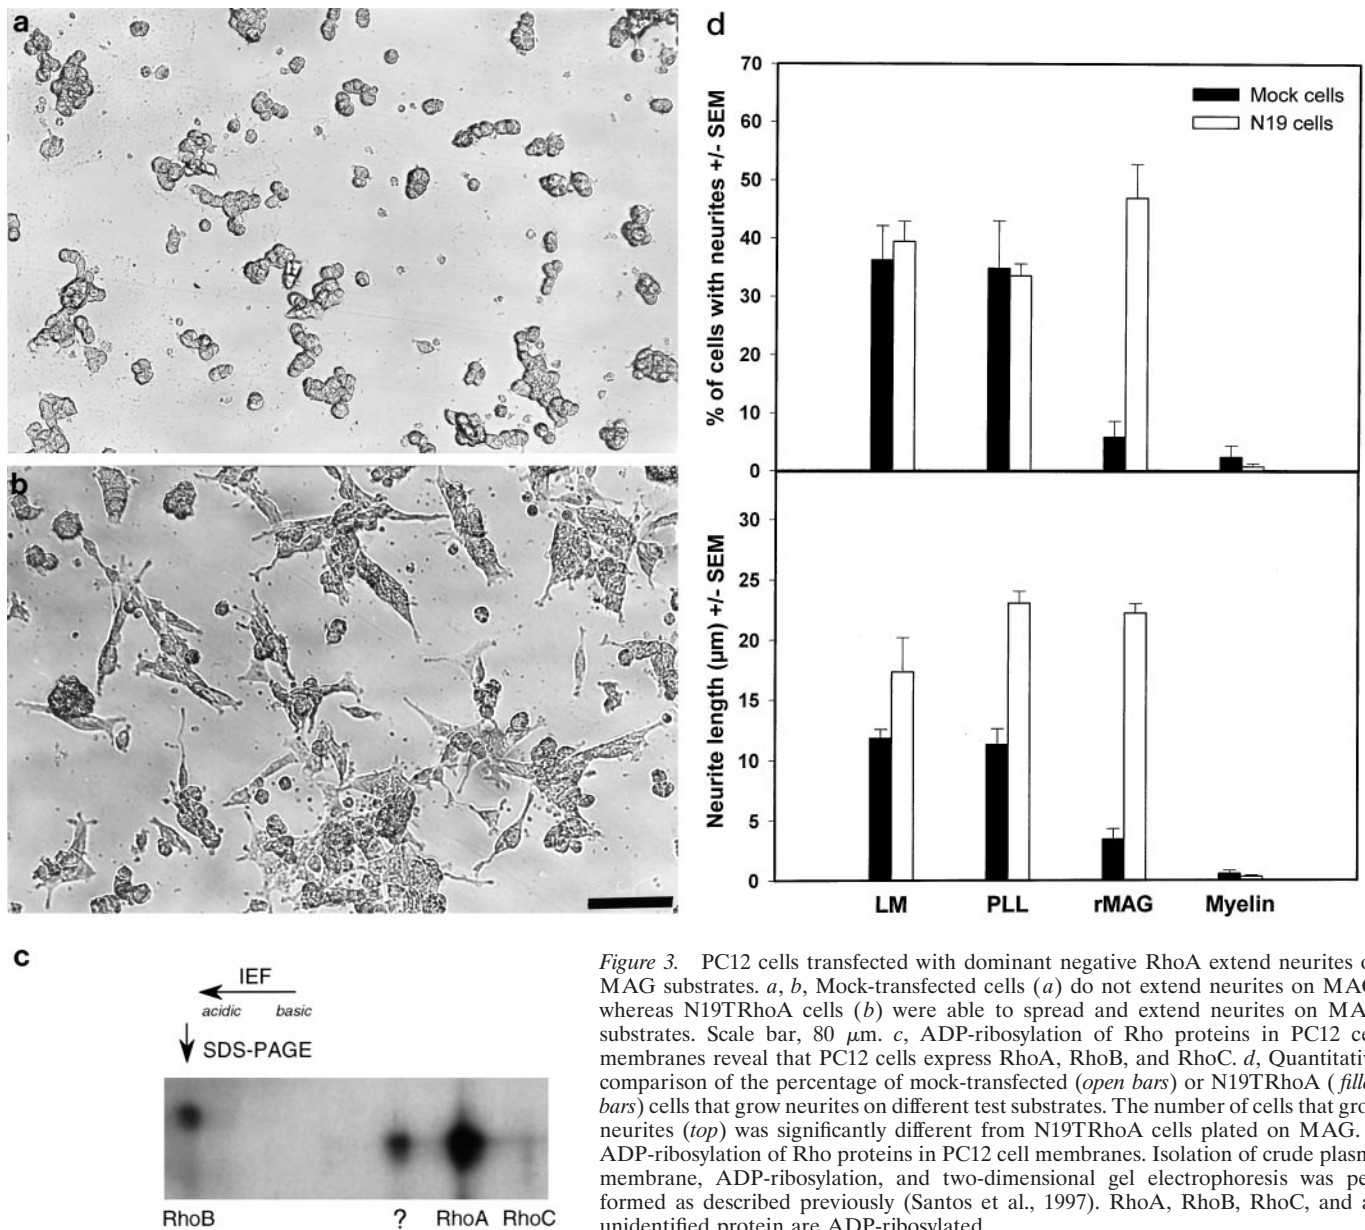 a
b
c
IEF
acidic basic
SDS-PAGE
RhoB ? RhoA RhoC
d
% of cells with neurites +/- SEM
70
60
50
40
30
20
10
0
Mock cells
N19 cells
Neurite length (µm) +/- SEM
30
25
20
15
10
5
0
LM PLL rMAG Myelin
Figure 3. PC12 cells transfected with dominant negative RhoA extend neurites
MAG substrates. a, b, Mock-transfected cells (a) do not extend neurites on MAG
whereas N19TRhoA cells (b) were able to spread and extend neurites on
substrates. Scale bar, 80 μm. c, ADP-ribosylation of Rho proteins in PC12
membranes reveal that PC12 cells express RhoA, RhoB, and RhoC. d, Quantitativ
comparison of the percentage of mock-transfected (open bars) or N19TRhoA (
bars) cells that grow neurites on different test substrates. The number of cells that
neurites (top) was significantly different from N19TRhoA cells plated on MAG.
ADP-ribosylation of Rho proteins in PC12 cell membranes. Isolation of crude
membrane, ADP-ribosylation, and two-dimensional gel electrophoresis was
formed as described previously (Santos et al., 1997). RhoA, RhoB, RhoC, and
unidentified protein are ADP-ribosylated.